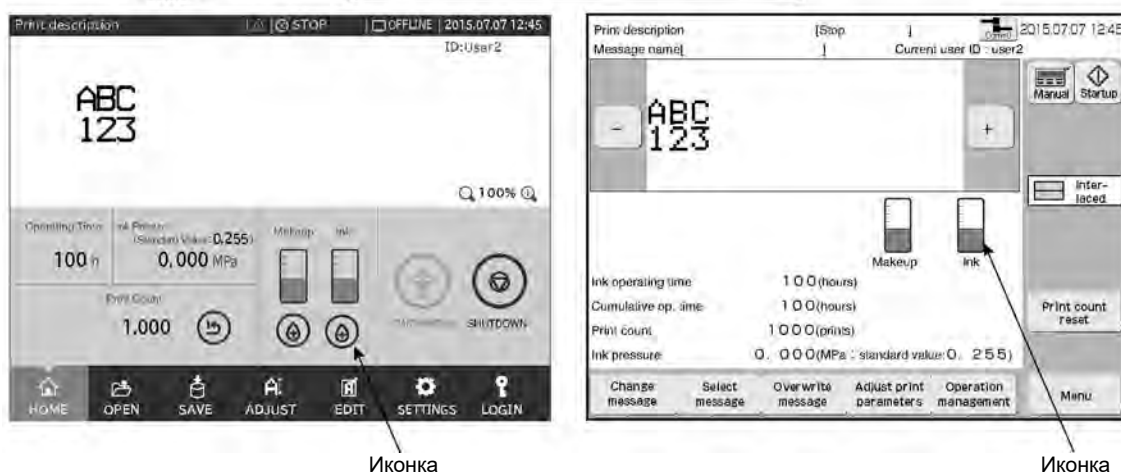 Print description STOP OFFLINE 2015.07.07 12:45
ID:User2
ABC
123
100%
Operating Time
100 h
Ink Press
(Standard Value: 0,255)
0,000 MPa
Makeup Ink
Print Count
1.000
SHUTDOWN
HOME OPEN SAVE ADJUST EDIT SETTINGS LOGIN
Иконка
Print description [Stop ] 2015.07.07 12:45
Message name[ ] Current user ID : user2
Manual Startup
- ABC +
123
Inter-
laced
Makeup Ink
Ink operating time 100(hours)
Cumulative op. time 100(hours)
Print count 1000(prints)
Ink pressure 0. 000(MPa : standard value:0. 255)
Print count
reset
Change
message
Select
message
Overwrite
message
Adjust print
parameters
Operation
management
Menu
Иконка